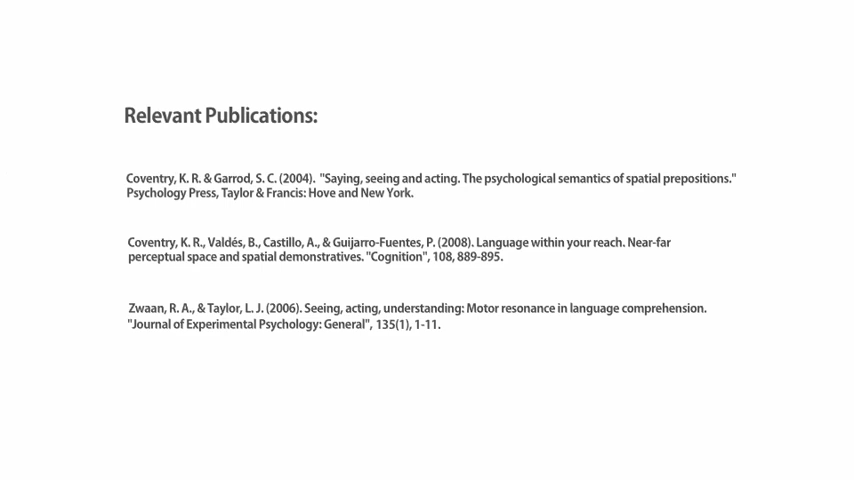 Relevant Publications:
Coventry, K. R. & Garrod, S. C. (2004). "Saying, seeing and acting. The psychological semantics of spatial prepositions."
Psychology Press, Taylor & Francis: Hove and New York.
Coventry, K. R., Valdés, B., Castillo, A., & Guijarro-Fuentes, P. (2008). Language within your reach. Near-far
perceptual space and spatial demonstratives. "Cognition", 108, 889-895.
Zwaan, R. A., & Taylor, L. J. (2006). Seeing, acting, understanding: Motor resonance in language comprehension.
"Journal of Experimental Psychology: General", 135(1), 1-11.